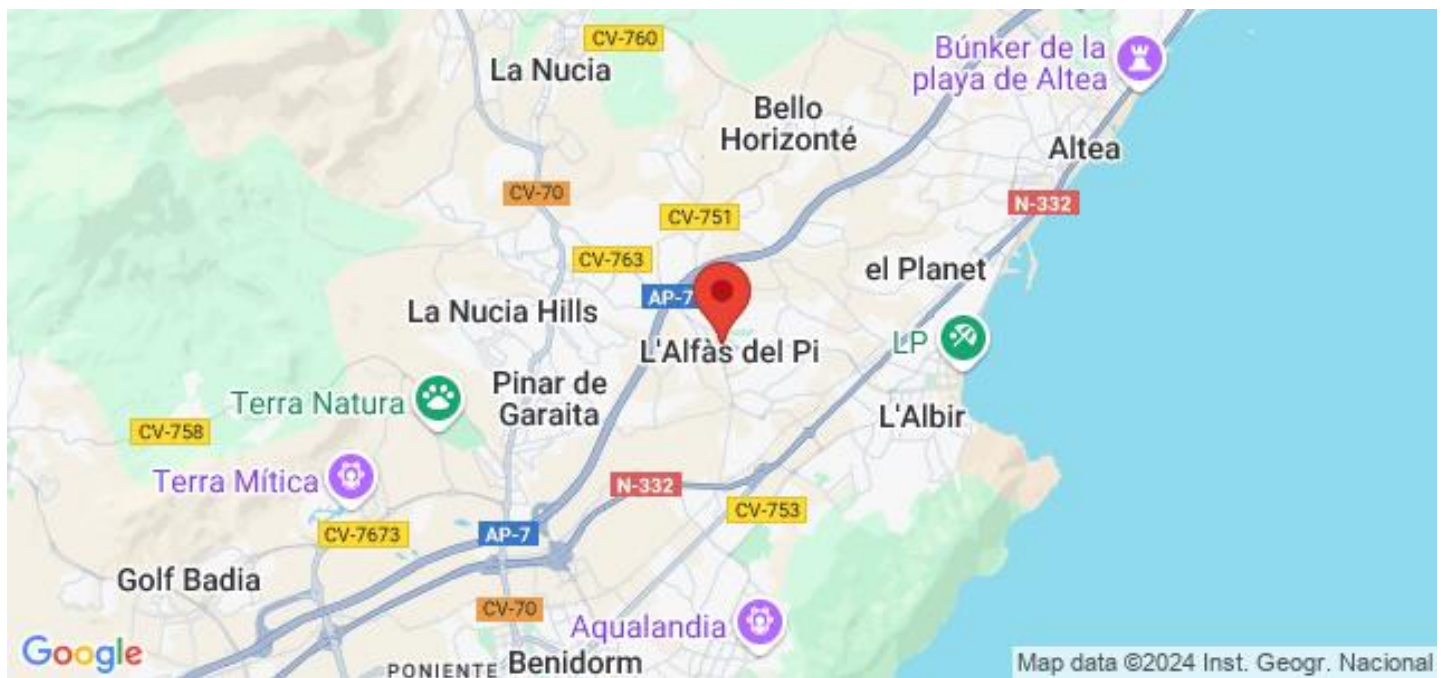 CV-760
La Nucia
Búnker de la
playa de Altea
Bello
Horizonté
Altea
CV-70
N-332
CV-751
CV-763
el Planet
AP-7
La Nucia Hills
L'Alfàs del Pi
LP
Pinar de
Garaita
Terra Natura
L'Albir
CV-758
Terra Mítica
N-332
CV-753
CV-7673
AP-7
Golf Badia
CV-70
Aqualandia
Google
PONIENTE
Benidorm
Map data ©2024 Inst. Geogr. Nacional